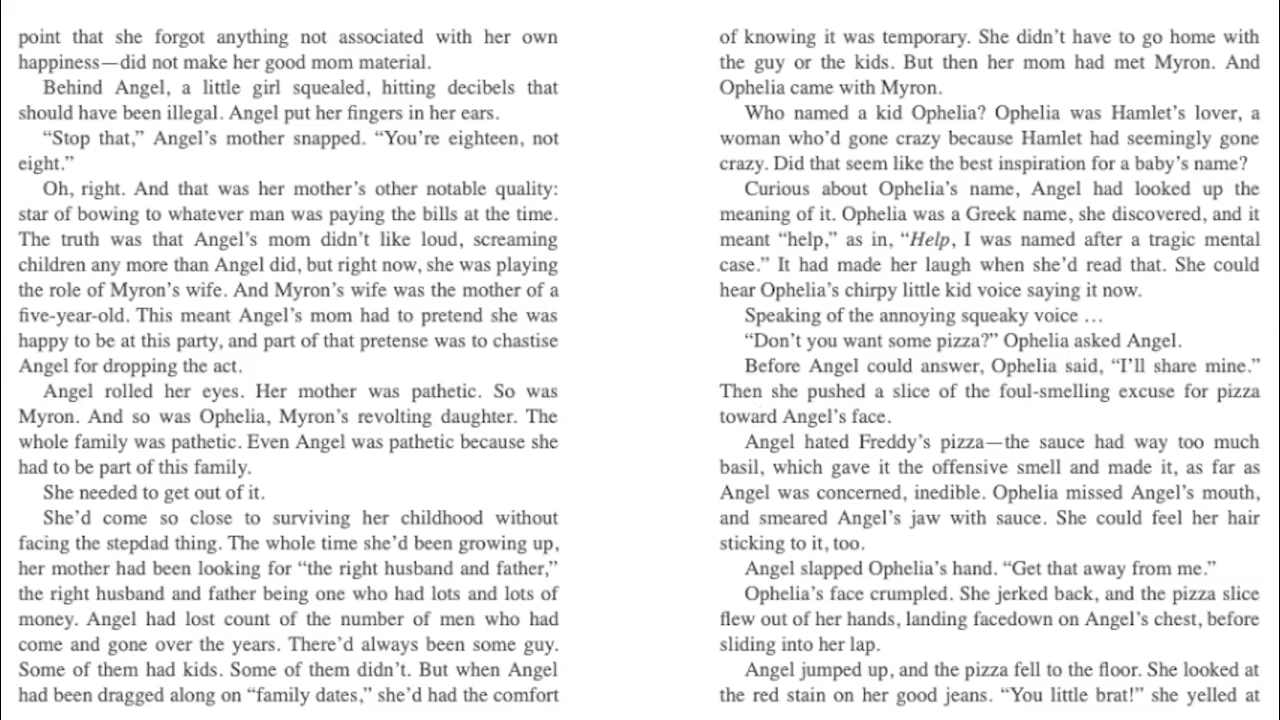 point that she forgot anything not associated with her own
happiness—did not make her good mom material.
Behind Angel, a little girl squealed, hitting decibels that
should have been illegal. Angel put her fingers in her ears.
“Stop that,” Angel’s mother snapped. “You’re eighteen, not
eight.”
Oh, right. And that was her mother’s other notable quality:
star of bowing to whatever man was paying the bills at the time.
The truth was that Angel’s mom didn’t like loud, screaming
children any more than Angel did, but right now, she was playing
the role of Myron’s wife. And Myron’s wife was the mother of a
five-year-old. This meant Angel’s mom had to pretend she was
happy to be at this party, and part of that pretense was to chastise
Angel for dropping the act.
Angel rolled her eyes. Her mother was pathetic. So was
Myron. And so was Ophelia, Myron’s revolting daughter. The
whole family was pathetic. Even Angel was pathetic because she
had to be part of this family.
She needed to get out of it.
She’d come so close to surviving her childhood without
facing the stepdad thing. The whole time she’d been growing up,
her mother had been looking for “the right husband and father,”
the right husband and father being one who had lots and lots of
money. Angel had lost count of the number of men who had
come and gone over the years. There’d always been some guy.
Some of them had kids. Some of them didn’t. But when Angel
had been dragged along on “family dates,” she’d had the comfort
of knowing it was temporary. She didn’t have to go home with
the guy or the kids. But then her mom had met Myron. And
Ophelia came with Myron.
Who named a kid Ophelia? Ophelia was Hamlet’s lover, a
woman who’d gone crazy because Hamlet had seemingly gone
crazy. Did that seem like the best inspiration for a baby’s name?
Curious about Ophelia’s name, Angel had looked up the
meaning of it. Ophelia was a Greek name, she discovered, and it
meant “help,” as in, “Help, I was named after a tragic mental
case.” It had made her laugh when she’d read that. She could
hear Ophelia’s chirpy little kid voice saying it now.
Speaking of the annoying squeaky voice …
“Don’t you want some pizza?” Ophelia asked Angel.
Before Angel could answer, Ophelia said, “I’ll share mine.”
Then she pushed a slice of the foul-smelling excuse for pizza
toward Angel’s face.
Angel hated Freddy’s pizza—the sauce had way too much
basil, which gave it the offensive smell and made it, as far as
Angel was concerned, inedible. Ophelia missed Angel’s mouth,
and smeared Angel’s jaw with sauce. She could feel her hair
sticking to it, too.
Angel slapped Ophelia’s hand. “Get that away from me.”
Ophelia’s face crumpled. She jerked back, and the pizza slice
flew out of her hands, landing facedown on Angel’s chest, before
sliding into her lap.
Angel jumped up, and the pizza fell to the floor. She looked at
the red stain on her good jeans. “You little brat!” she yelled at